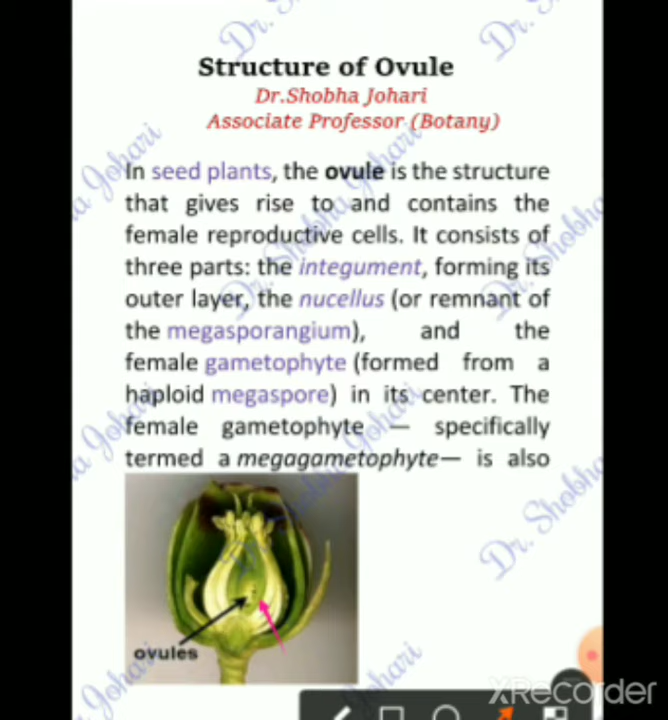 Structure of Ovule
Dr.Shobha Johari
Associate Professor (Botany)
In seed plants, the ovule is the structure
that gives rise to and contains the
female reproductive cells. It consists of
three parts: the integument, forming its
outer layer, the nucellus (or remnant of
the megasporangium), and the
female gametophyte (formed from a
haploid megaspore) in its center. The
female gametophyte — specifically
termed a megagametophyte— is also
ovules
Dr. Shobha Johari
XRecorder